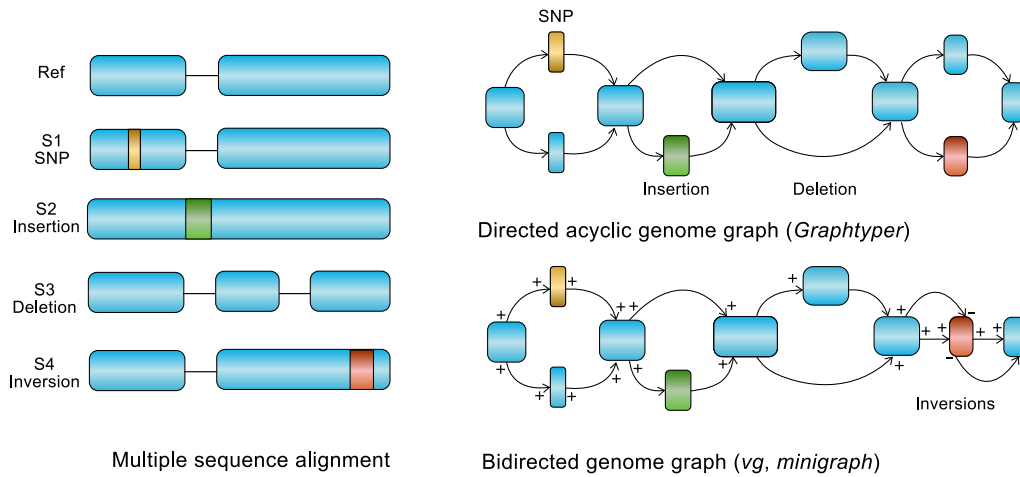 Ref
S1
SNP
S2
Insertion
S3
Deletion
S4
Inversion
Multiple sequence alignment
SNP
Insertion
Deletion
Directed acyclic genome graph (Graphtyper)
+ +
+ + + + +
+ + + + - +
+ + + + + -
+ +
Inversions
Bidirected genome graph (vg, minigraph)